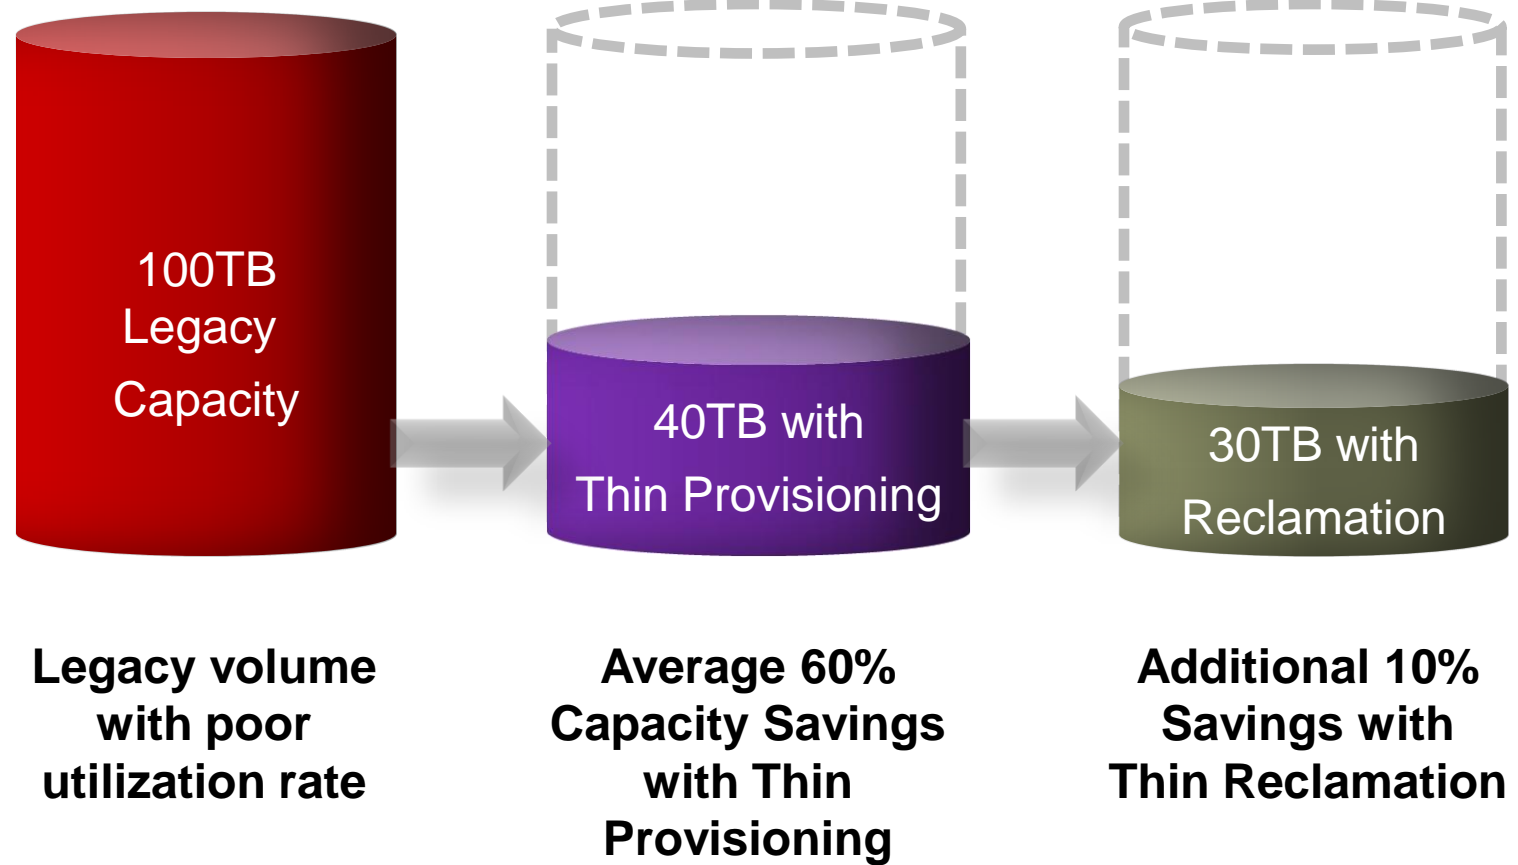 100TB
Legacy
Capacity
40TB with
Thin Provisioning
30TB with
Reclamation
Legacy volume
with poor
utilization rate
Average 60%
Capacity Savings
with Thin
Provisioning
Additional 10%
Savings with
Thin Reclamation